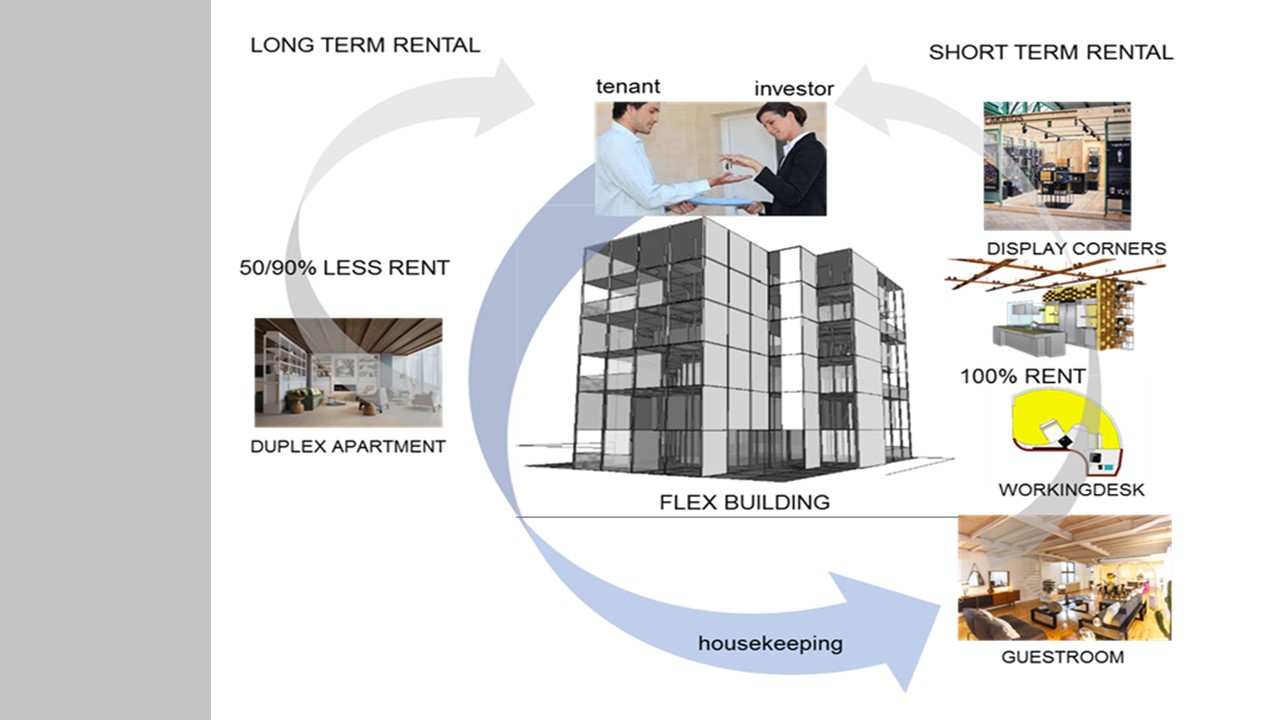 LONG TERM RENTAL
SHORT TERM RENTAL
tenant
investor
DISPLAY CORNERS
50/90% LESS RENT
100% RENT
DUPLEX APARTMENT
WORKINGDESK
FLEX BUILDING
housekeeping
GUESTROOM